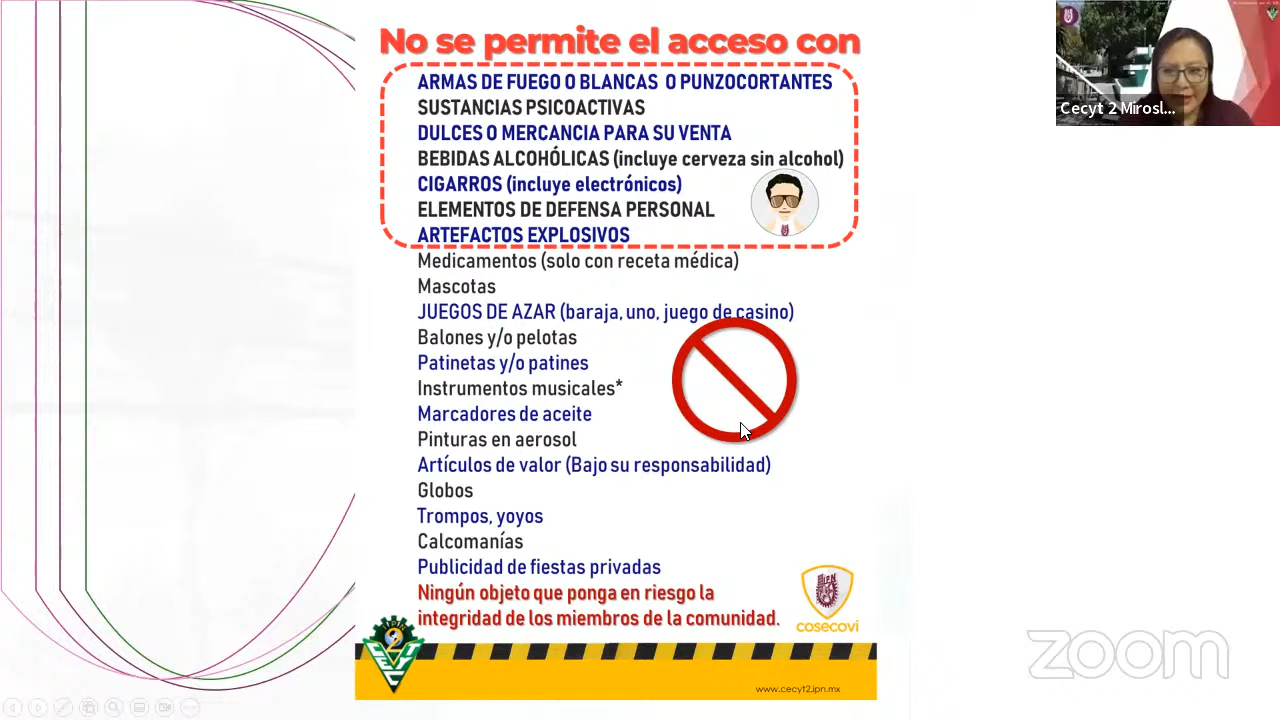 No se permite el acceso con
ARMAS DE FUEGO O BLANCAS O PUNZOCORTANTES
SUSTANCIAS PSICOACTIVAS
DULCES O MERCANCIA PARA SU VENTA
BEBIDAS ALCOHÓLICAS (incluye cerveza sin alcohol)
CIGARROS (incluye electrónicos)
ELEMENTOS DE DEFENSA PERSONAL
ARTEFACTOS EXPLOSIVOS
Medicamentos (solo con receta médica)
Mascotas
JUEGOS DE AZAR (baraja, uno, juego de casino)
Balones y/o pelotas
Patinetas y/o patines
Instrumentos musicales*
Marcadores de aceite
Pinturas en aerosol
Artículos de valor (Bajo su responsabilidad)
Globos
Trompos, yoyos
Calcomanías
Publicidad de fiestas privadas
Ningún objeto que ponga en riesgo la
integridad de los miembros de la comunidad.
IPN
cosecovi
2
CECYT
www.cecyt2.ipn.mx
Cecyt 2 Mirosl...
zoom